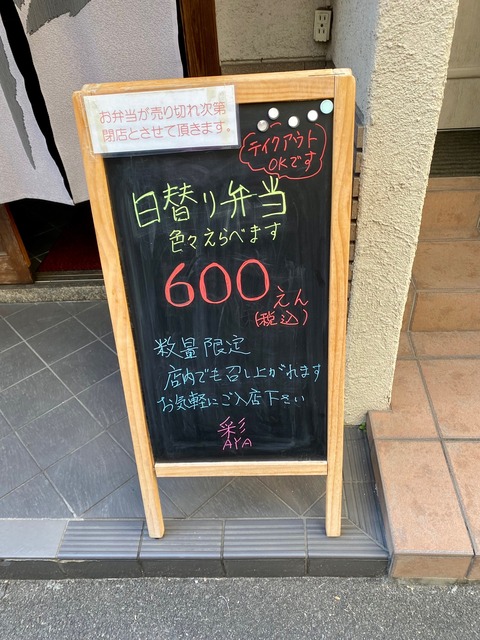 お弁当が売り切れ次第
閉店とさせて頂きます。
テイクアウト
OKです
日替り弁当
色々えらべます
600えん
(税込)
数量限定
店内でも召し上がれます
お気軽にご入店下さい
彩
AYA